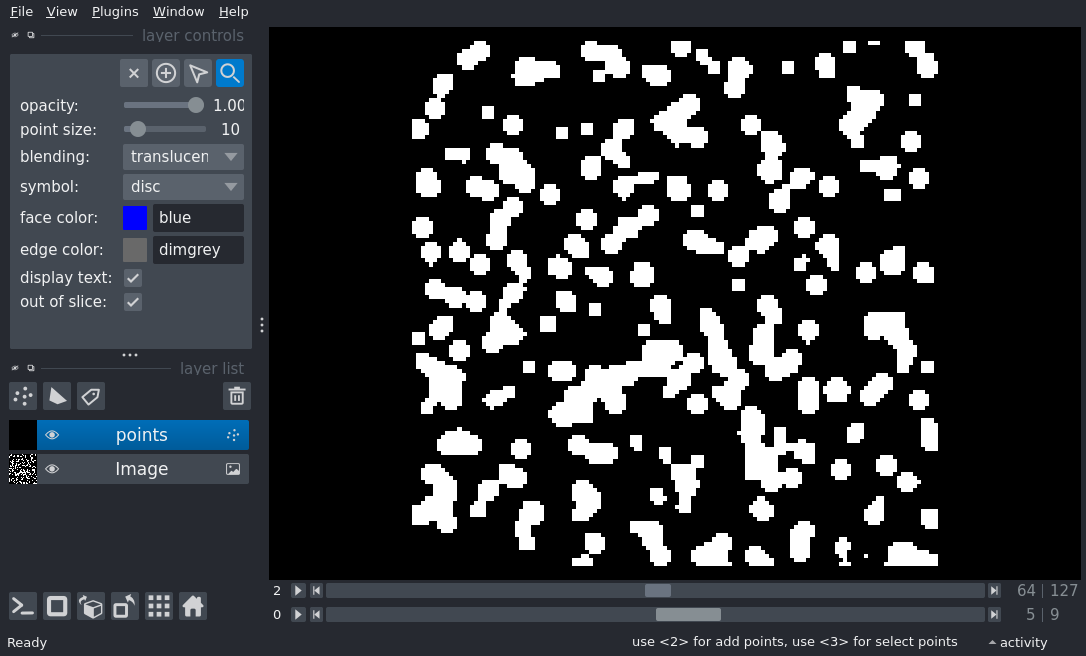 File View Plugins Window Help
layer controls
opacity: 1.00
point size: 10
blending: translucen
symbol: disc
face color: blue
edge color: dimgrey
display text:
out of slice:
layer list
points
Image
2 64 | 127
0 5 | 9
Ready use <2> for add points, use <3> for select points activity